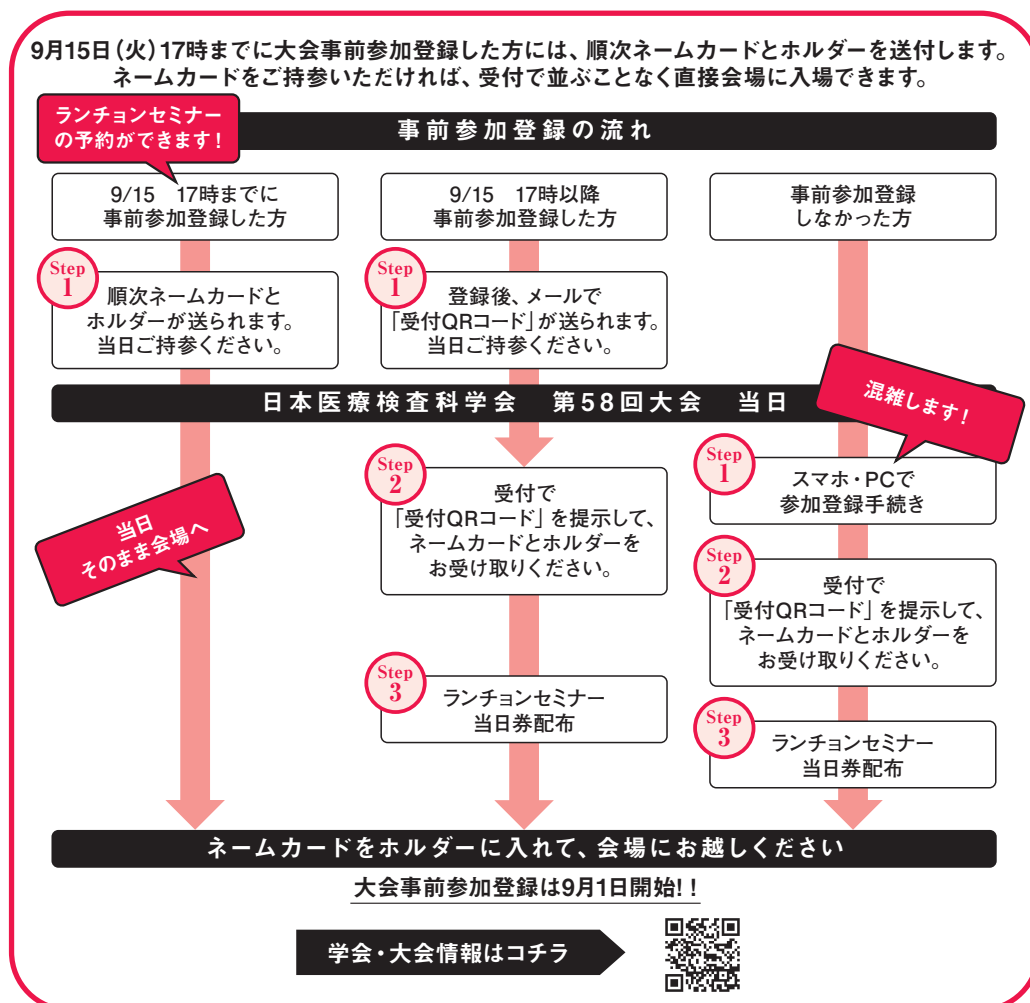 9月15日(火)17時までに大会事前参加登録した方には、順次ネームカードとホルダーを送付します。
ネームカードをご持参いただければ、受付で並ぶことなく直接会場に入場できます。
ランチョンセミナー
の予約ができます!
事前参加登録の流れ
9/15 17時までに
事前参加登録した方
9/15 17時以降
事前参加登録した方
事前参加登録
しなかった方
Step
1
順次ネームカードと
ホルダーが送られます。
当日ご持参ください。
Step
1
登録後、メールで
「受付QRコード」が送られます。
当日ご持参ください。
日本医療検査科学会 第58回大会 当日
混雑します!
当日
そのまま会場へ
Step
2
受付で
「受付QRコード」を提示して、
ネームカードとホルダーを
お受け取りください。
Step
3
ランチョンセミナー
当日券配布
Step
1
スマホ・PCで
参加登録手続き
Step
2
受付で
「受付QRコード」を提示して、
ネームカードとホルダーを
お受け取りください。
Step
3
ランチョンセミナー
当日券配布
ネームカードをホルダーに入れて、会場にお越しください
大会事前参加登録は9月1日開始!!
学会・大会情報はコチラ